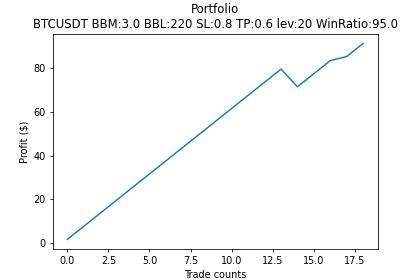 Portfolio
BTCUSDT BBM:3.0 BBL:220 SL:0.8 TP:0.6 lev:20 WinRatio:95.0
80
60
40
20
0
Profit ($)
0.0 2.5 5.0 7.5 10.0 12.5 15.0 17.5
Trade counts